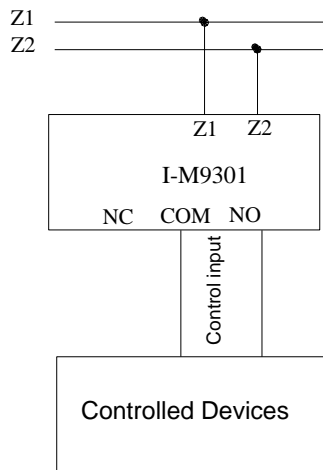 Z1
Z2
Z1 Z2
I-M9301
NC COM NO
Control input
Controlled Devices